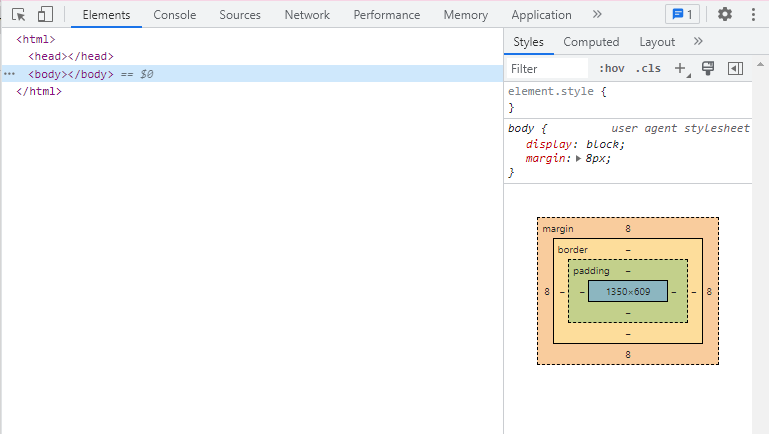 Elements Console Sources Network Performance Memory Application » 1
<html>
<head></head>
... <body></body> == $0
</html>
Styles Computed Layout »
Filter :hov .cls +
element.style {
}
body { user agent stylesheet
display: block;
margin: 8px;
}
margin 8
border –
padding –
8 – – 1350×609 – – 8
–
–
8